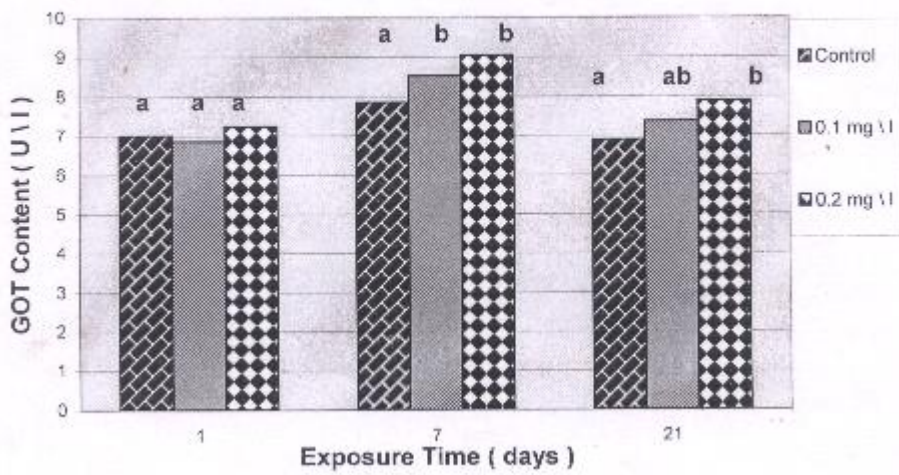 10
9
8
7
6
5
4
3
2
1
0
GOT Content ( U \ l )
a a a
a b b
a ab b
1 7 21
Exposure Time ( days )
Control
0.1 mg \ l
0.2 mg \ l